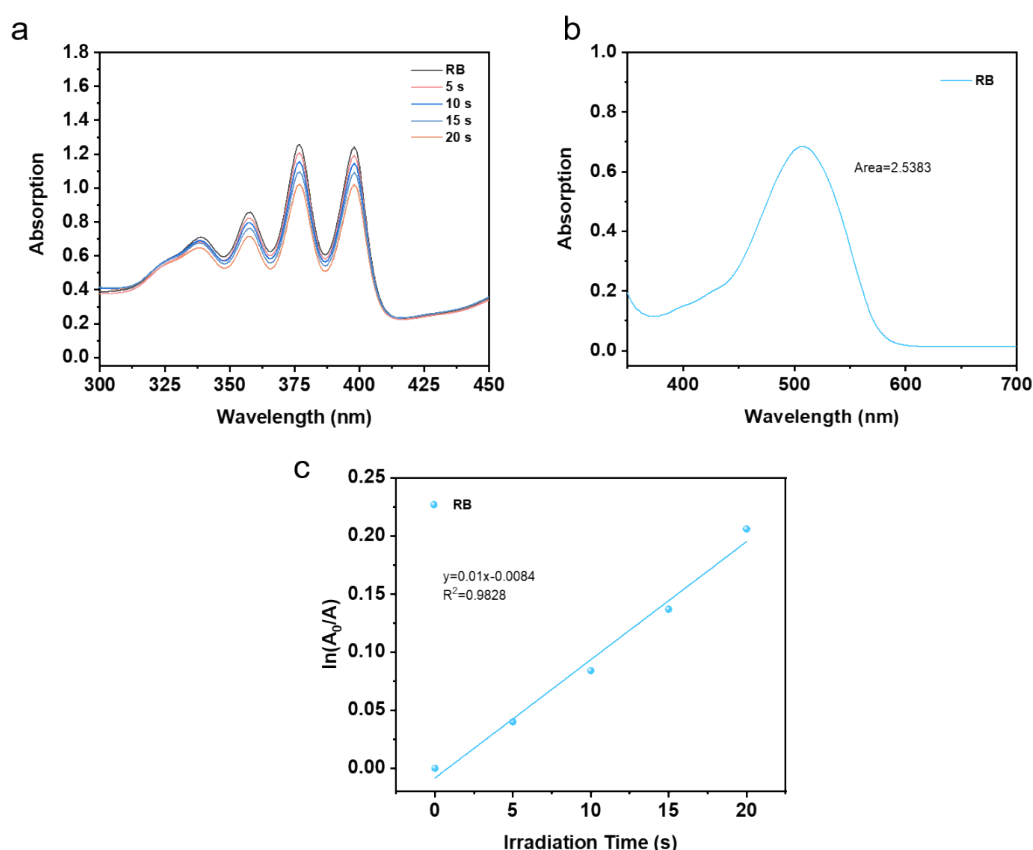 a
1.8
1.6
1.4
1.2
1.0
0.8
0.6
0.4
0.2
0.0
Absorption
RB
5 s
10 s
15 s
20 s
300 325 350 375 400 425 450
Wavelength (nm)
b
1.0
0.8
0.6
0.4
0.2
0.0
Absorption
RB
Area=2.5383
400 500 600 700
Wavelength (nm)
c
0.25
0.20
0.15
0.10
0.05
0.00
ln(A₀/A)
RB
y=0.01x-0.0084
R²=0.9828
0 5 10 15 20
Irradiation Time (s)